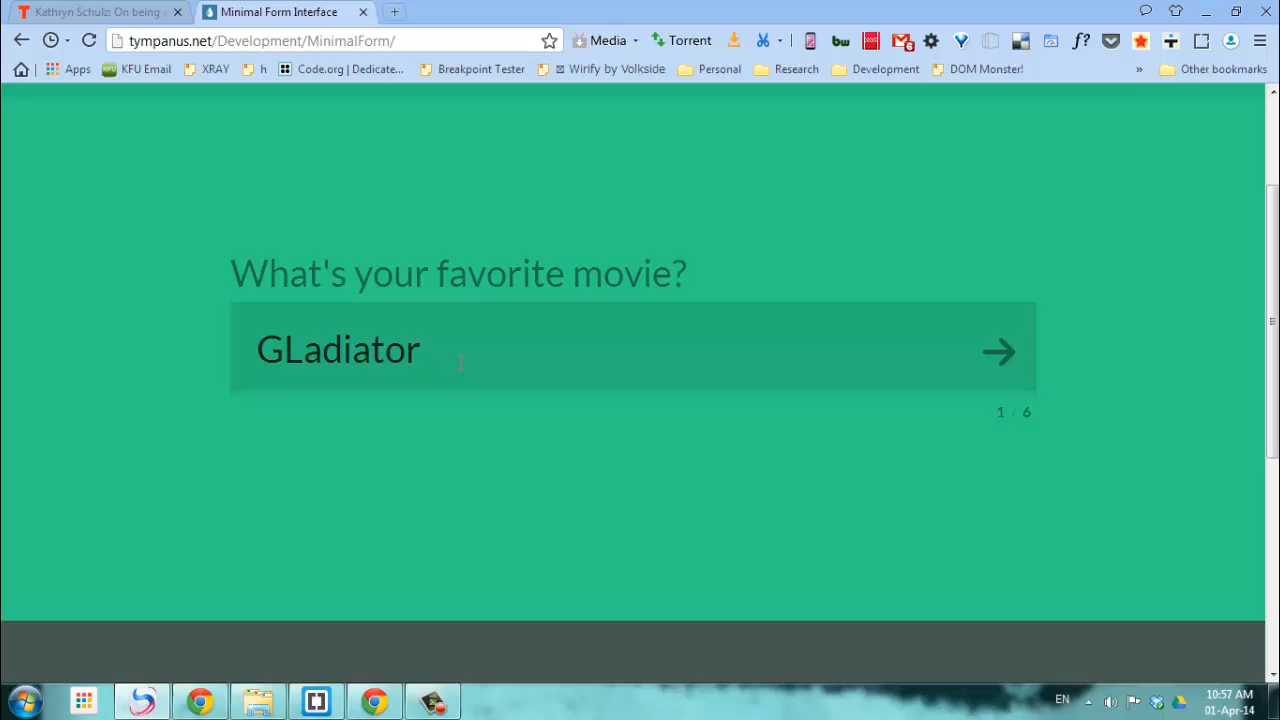 Kathryn Schulz: On being
Minimal Form Interface
tympanus.net/Development/MinimalForm/
Media
Torrent
bw
6
f?
Apps
KFU Email
XRAY
h
Code.org | Dedicate...
Breakpoint Tester
Wirify by Volkside
Personal
Research
Development
DOM Monster!
»
Other bookmarks
What's your favorite movie?
GLadiator
1 / 6
EN
10:57 AM
01-Apr-14